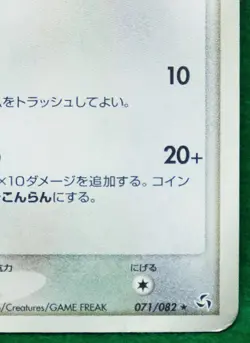 10
をトラッシュしてよい。
20+
×10ダメージを追加する。コイン
こんらんにする。
にげる
/Creatures/GAME FREAK
071/082 ★